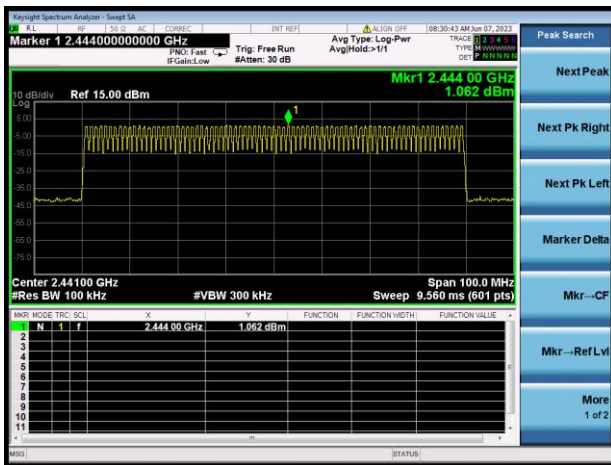 Keysight Spectrum Analyzer - Swept SA
RL RF 50 Ω AC CORREC INT REF ALIGN OFF 08:30:43 AM Jun 07, 2023
Marker 1 2.444000000000 GHz
PNO: Fast Trig: Free Run Avg Type: Log-Pwr TRACE 1 2 3 4 5 6
IFGain:Low #Atten: 30 dB Avg|Hold:>1/1 TYPE M W W W W W
DET P N N N N N
Peak Search
Mkr1 2.444 00 GHz
10 dB/div Ref 15.00 dBm 1.062 dBm
Log
1
5.00
-5.00
-15.0
-25.0
-35.0
-45.0
-55.0
-65.0
-75.0
Center 2.44100 GHz Span 100.0 MHz
#Res BW 100 kHz #VBW 300 kHz Sweep 9.560 ms (601 pts)
MKR MODE TRC SCL X Y FUNCTION FUNCTION WIDTH FUNCTION VALUE
1 N 1 f 2.444 00 GHz 1.062 dBm
2
3
4
5
6
7
8
9
10
11
MSG STATUS
Next Peak
Next Pk Right
Next Pk Left
Marker Delta
Mkr→CF
Mkr→Ref Lvl
More
1 of 2